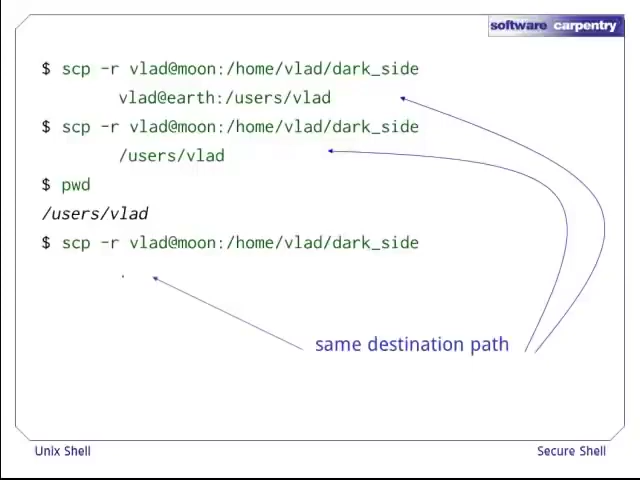 software carpentry
$ scp -r vlad@moon:/home/vlad/dark_side
vlad@earth:/users/vlad
$ scp -r vlad@moon:/home/vlad/dark_side
/users/vlad
$ pwd
/users/vlad
$ scp -r vlad@moon:/home/vlad/dark_side
.
same destination path
Unix Shell
Secure Shell